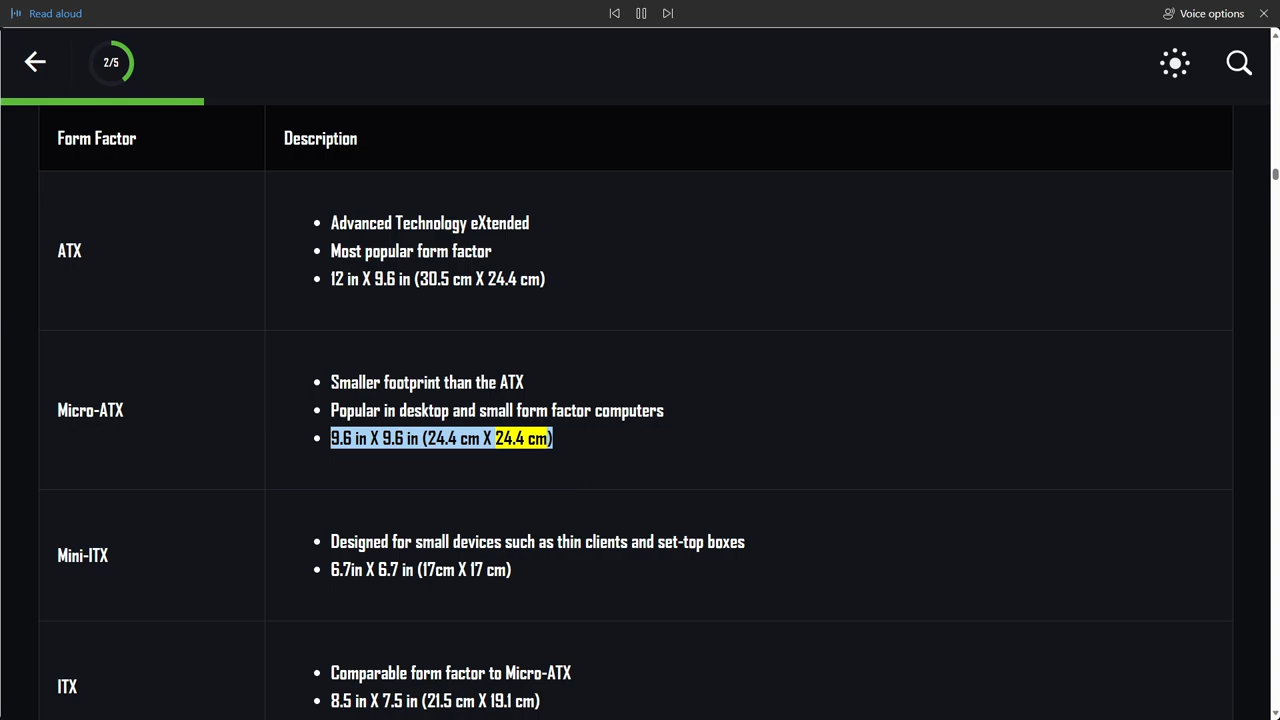 Read aloud
Voice options
2/5
Form Factor
Description
ATX
Advanced Technology eXtended
Most popular form factor
12 in X 9.6 in (30.5 cm X 24.4 cm)
Micro-ATX
Smaller footprint than the ATX
Popular in desktop and small form factor computers
9.6 in X 9.6 in (24.4 cm X 24.4 cm)
Mini-ITX
Designed for small devices such as thin clients and set-top boxes
6.7in X 6.7 in (17cm X 17 cm)
ITX
Comparable form factor to Micro-ATX
8.5 in X 7.5 in (21.5 cm X 19.1 cm)